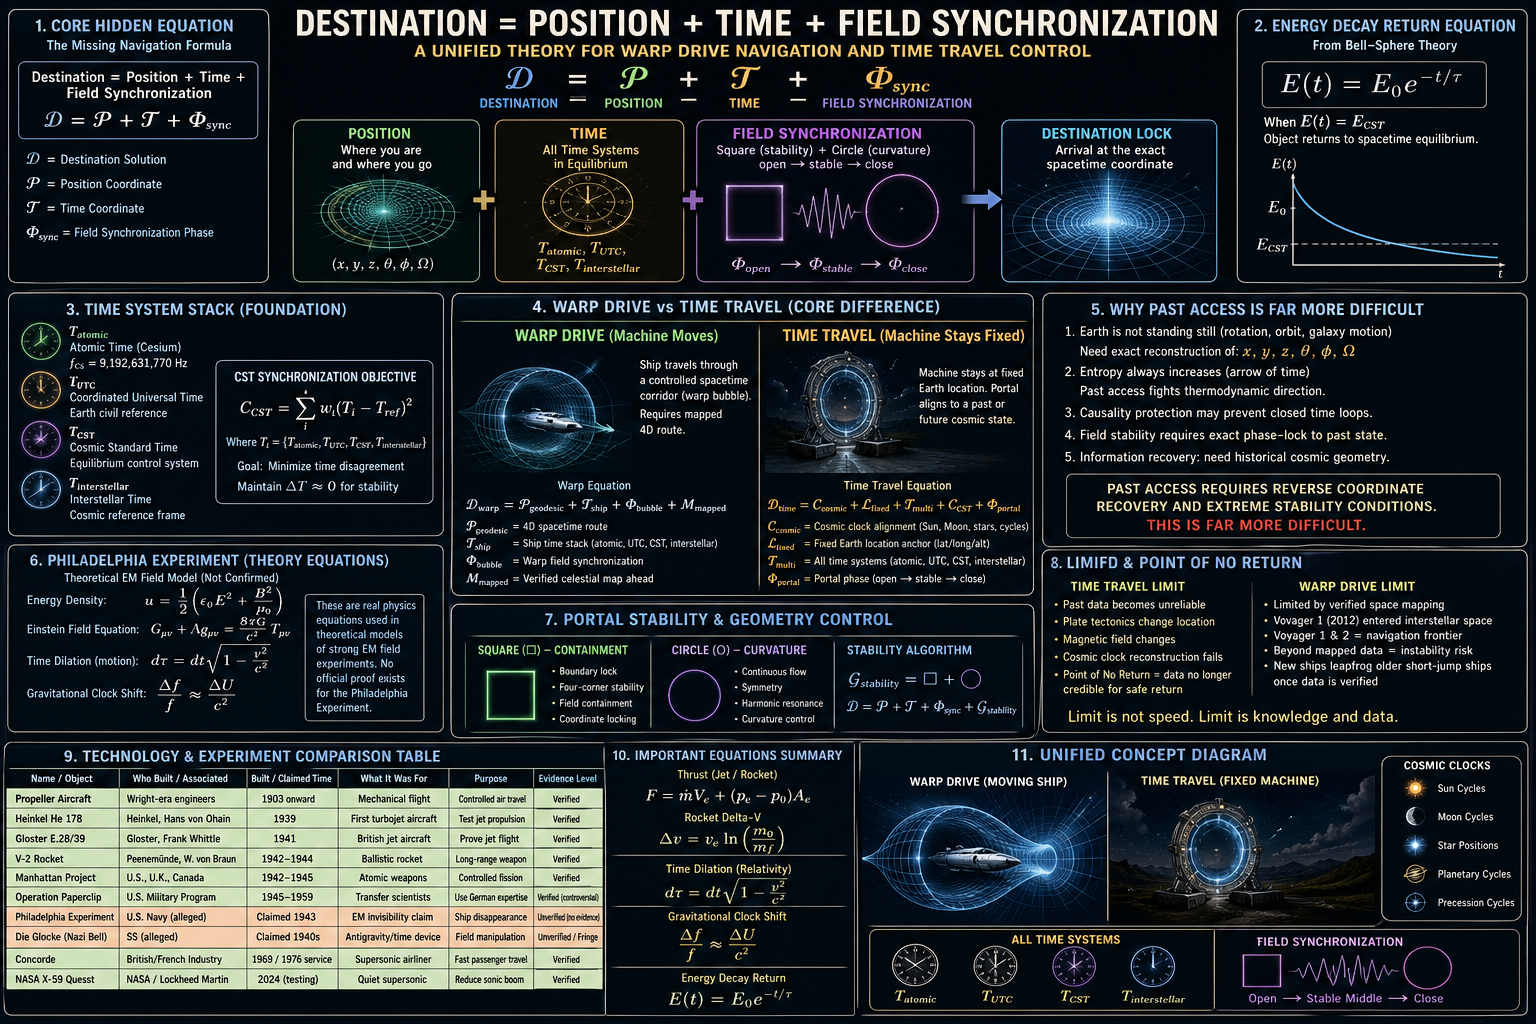 DESTINATION = POSITION + TIME + FIELD SYNCHRONIZATION
A UNIFIED THEORY FOR WARP DRIVE NAVIGATION AND TIME TRAVEL CONTROL
𝒟 = 𝒫 + 𝒯 + Φsync
DESTINATION = POSITION − TIME − FIELD SYNCHRONIZATION
1. CORE HIDDEN EQUATION
The Missing Navigation Formula
Destination = Position + Time +
Field Synchronization
𝒟 = 𝒫 + 𝒯 + Φsync
𝒟 = Destination Solution
𝒫 = Position Coordinate
𝒯 = Time Coordinate
Φsync = Field Synchronization Phase
POSITION
Where you are
and where you go
(x, y, z, θ, ϕ, Ω)
+
TIME
All Time Systems
in Equilibrium
Tatomic, TUTC,
TCST, Tinterstellar
+
FIELD SYNCHRONIZATION
Square (stability) + Circle (curvature)
open → stable → close
Φopen → Φstable → Φclose
DESTINATION LOCK
Arrival at the exact
spacetime coordinate
2. ENERGY DECAY RETURN EQUATION
From Bell–Sphere Theory
E(t) = E0e−t/τ
When E(t) = ECST
Object returns to spacetime equilibrium.
E(t)
E0
ECST
t
3. TIME SYSTEM STACK (FOUNDATION)
Tatomic
Atomic Time (Cesium)
fCs = 9,192,631,770 Hz
TUTC
Coordinated Universal Time
Earth civil reference
TCST
Cosmic Standard Time
Equilibrium control system
Tinterstellar
Interstellar Time
Cosmic reference frame
CST SYNCHRONIZATION OBJECTIVE
CCST = ∑i wi(Ti − Tref)2
Where Ti = {Tatomic, TUTC, TCST, Tinterstellar}
Goal: Minimize time disagreement
Maintain ΔT ≈ 0 for stability
4. WARP DRIVE vs TIME TRAVEL (CORE DIFFERENCE)
WARP DRIVE (Machine Moves)
Ship travels through
a controlled spacetime
corridor (warp bubble).
Requires mapped
4D route.
Warp Equation
𝒟warp = 𝒫geodesic + 𝒯ship + Φbubble + Mmapped
𝒫geodesic = 4D spacetime route
𝒯ship = Ship time stack (atomic, UTC, CST, interstellar)
Φbubble = Warp field synchronization
Mmapped = Verified celestial map ahead
TIME TRAVEL (Machine Stays Fixed)
Machine stays at fixed
Earth location. Portal
aligns to a past or
future cosmic state.
Time Travel Equation
𝒟time = Ccosmic + ℒfixed + 𝒯multi + CCST + Φportal
Ccosmic = Cosmic clock alignment (Sun, Moon, stars, cycles)
ℒfixed = Fixed Earth location anchor (lat/long/alt)
𝒯multi = All time systems (atomic, UTC, CST, interstellar)
Φportal = Portal phase (open → stable → close)
5. WHY PAST ACCESS IS FAR MORE DIFFICULT
1. Earth is not standing still (rotation, orbit, galaxy motion)
Need exact reconstruction of: x, y, z, θ, ϕ, Ω
2. Entropy always increases (arrow of time)
Past access fights thermodynamic direction.
3. Causality protection may prevent closed time loops.
4. Field stability requires exact phase–lock to past state.
5. Information recovery: need historical cosmic geometry.
PAST ACCESS REQUIRES REVERSE COORDINATE
RECOVERY AND EXTREME STABILITY CONDITIONS.
THIS IS FAR MORE DIFFICULT.
6. PHILADELPHIA EXPERIMENT (THEORY EQUATIONS)
Theoretical EM Field Model (Not Confirmed)
Energy Density: u = 1/2 (ϵ0E2 + B2/μ0)
Einstein Field Equation: Gμν + Λgμν = 8πG/c2 Tμν
Time Dilation (motion): dτ = dt√1 − v2/c2
Gravitational Clock Shift: Δf/f ≈ ΔU/c2
These are real physics
equations used in
theoretical models
of strong EM field
experiments. No
official proof exists
for the Philadelphia
Experiment.
7. PORTAL STABILITY & GEOMETRY CONTROL
SQUARE (□) – CONTAINMENT
• Boundary lock
• Four-corner stability
• Field containment
• Coordinate locking
CIRCLE (○) – CURVATURE
• Continuous flow
• Symmetry
• Harmonic resonance
• Curvature control
STABILITY ALGORITHM
𝒢stability = □ + ○
𝒟 = 𝒫 + 𝒯 + Φsync + 𝒢stability
8. LIMIFD & POINT OF NO RETURN
TIME TRAVEL LIMIT
• Past data becomes unreliable
• Plate tectonics change location
• Magnetic field changes
• Cosmic clock reconstruction fails
• Point of No Return = data no longer
credible for safe return
WARP DRIVE LIMIT
• Limited by verified space mapping
• Vovager 1 (2012) entered interstellar space
• Voyager 1 & 2 = navigation frontier
• Beyond mapped data = instability risk
• New ships leapfrog older short-jump ships
once data is verified
Limit is not speed. Limit is knowledge and data.
9. TECHNOLOGY & EXPERIMENT COMPARISON TABLE
Name / Object Who Built / Associated Built / Claimed Time What It Was For Purpose Evidence Level
Propeller Aircraft Wright-era engineers 1903 onward Mechanical flight Controlled air travel Verified
Heinkel He 178 Heinkel, Hans von Ohain 1939 First turbojet aircraft Test jet propulsion Verified
Gloster E.28/39 Gloster, Frank Whittle 1941 British jet aircraft Prove jet flight Verified
V–2 Rocket Peenemünde, W. von Braun 1942–1944 Ballistic rocket Long-range weapon Verified
Manhattan Project U.S., U.K., Canada 1942–1945 Atomic weapons Controlled fission Verified
Operation Paperclip U.S. Military Program 1945–1959 Transfer scientists Use German expertise Verified (controversial)
Philadelphia Experiment U.S. Navy (alleged) Claimed 1943 EM invisibility claim Ship disappearance Unverified (no evidence)
Die Glocke (Nazi Bell) SS (alleged) Claimed 1940s Antigravity/time device Field manipulation Unverified / Fringe
Concorde British/French Industry 1969 / 1976 service Supersonic airliner Fast passenger travel Verified
NASA X-59 Quesst NASA / Lockheed Martin 2024 (testing) Quiet supersonic Reduce sonic boom Verified
10. IMPORTANT EQUATIONS SUMMARY
Thrust (Jet / Rocket)
F = ṁVe + (pe − p0)Ae
Rocket Delta–V
Δv = ve ln (m0/mf)
Time Dilation (Relativity)
dτ = dt√1 − v2/c2
Gravitational Clock Shift
Δf/f ≈ ΔU/c2
Energy Decay Return
E(t) = E0e−t/τ
11. UNIFIED CONCEPT DIAGRAM
WARP DRIVE (MOVING SHIP)
TIME TRAVEL (FIXED MACHINE)
COSMIC CLOCKS
Sun Cycles
Moon Cycles
Star Positions
Planetary Cycles
Precession Cycles
ALL TIME SYSTEMS
Tatomic TUTC TCST Tinterstellar
FIELD SYNCHRONIZATION
Open → Stable Middle → Close